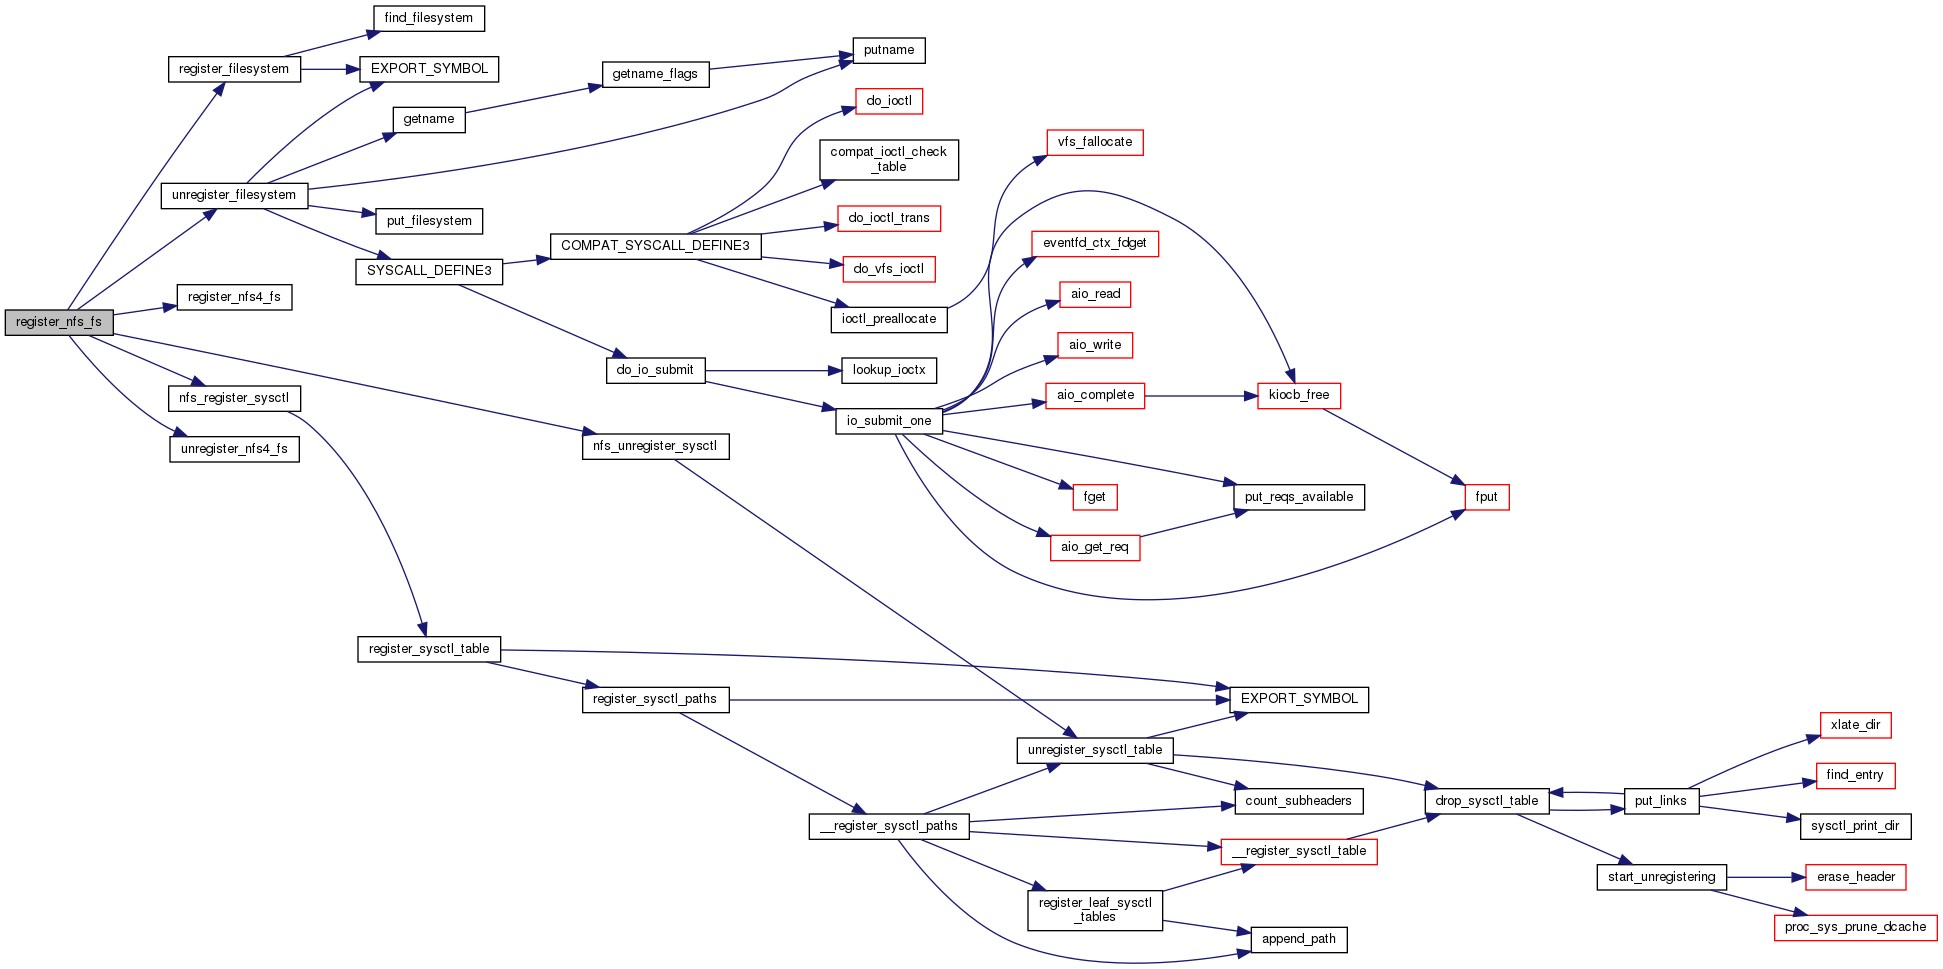 find_filesystem
register_filesystem
EXPORT_SYMBOL
putname
getname_flags
do_ioctl
getname
vfs_fallocate
compat_ioctl_check
_table
unregister_filesystem
put_filesystem
do_ioctl_trans
COMPAT_SYSCALL_DEFINE3
eventfd_ctx_fdget
SYSCALL_DEFINE3
do_vfs_ioctl
register_nfs4_fs
aio_read
register_nfs_fs
ioctl_preallocate
aio_write
do_io_submit
lookup_ioctx
nfs_register_sysctl
aio_complete
kiocb_free
io_submit_one
unregister_nfs4_fs
nfs_unregister_sysctl
fget
put_reqs_available
fput
aio_get_req
register_sysctl_table
register_sysctl_paths
EXPORT_SYMBOL
xlate_dir
unregister_sysctl_table
find_entry
count_subheaders
drop_sysctl_table
put_links
__register_sysctl_paths
sysctl_print_dir
__register_sysctl_table
start_unregistering
erase_header
register_leaf_sysctl
_tables
proc_sys_prune_dcache
append_path